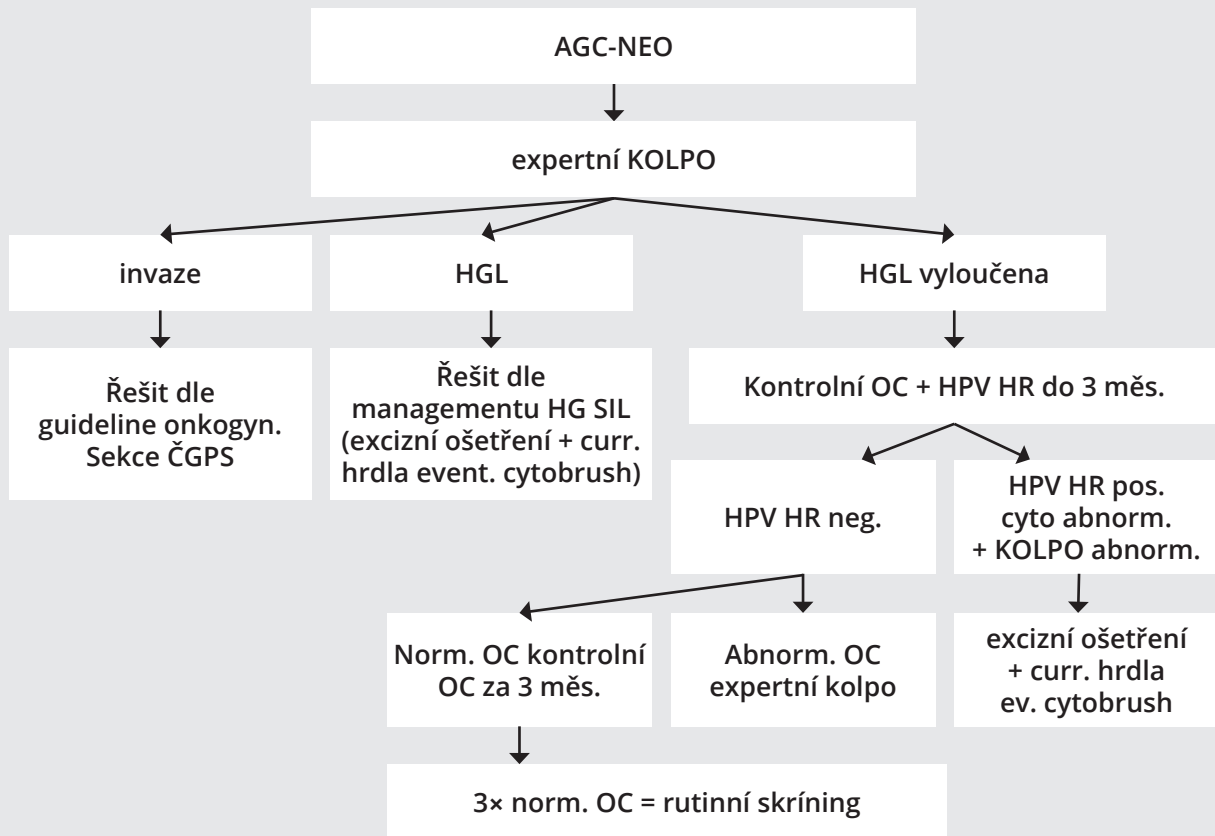 AGC-NEO
expertní KOLPO
invaze
HGL
HGL vyloučena
Řešit dle
guideline onkogyn.
Sekce ČGPS
Řešit dle
managementu HG SIL
(excizní ošetření + curr.
hrdla event. cytobrush)
Kontrolní OC + HPV HR do 3 měs.
HPV HR neg.
HPV HR pos.
cyto abnorm.
+ KOLPO abnorm.
Norm. OC kontrolní
OC za 3 měs.
Abnorm. OC
expertní kolpo
excizní ošetření
+ curr. hrdla
ev. cytobrush
3× norm. OC = rutinní skríning